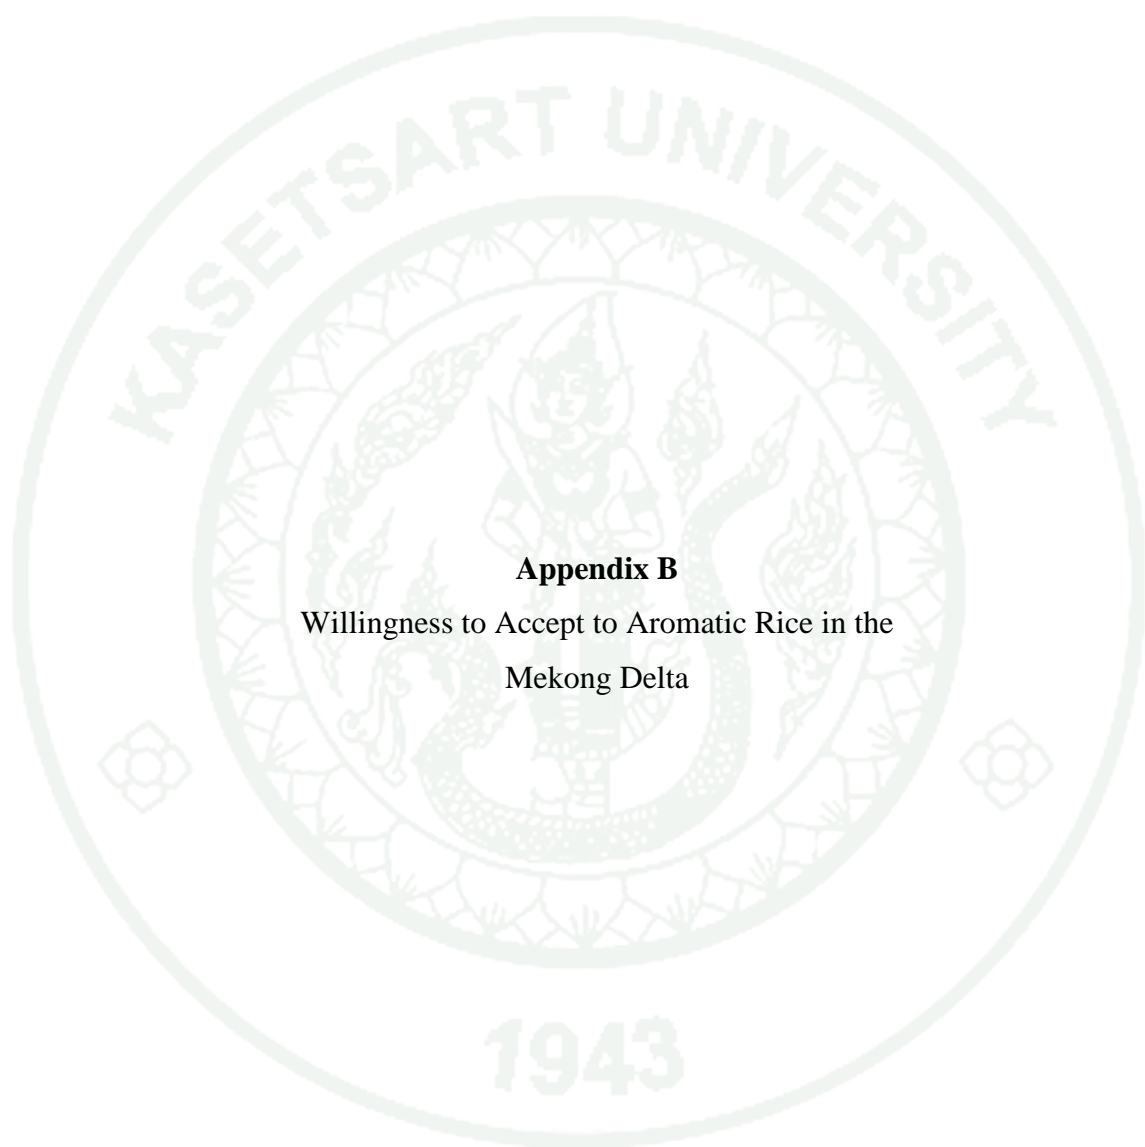 KASETSART UNIVERSITY
Appendix B
Willingness to Accept to Aromatic Rice in the
Mekong Delta
1943